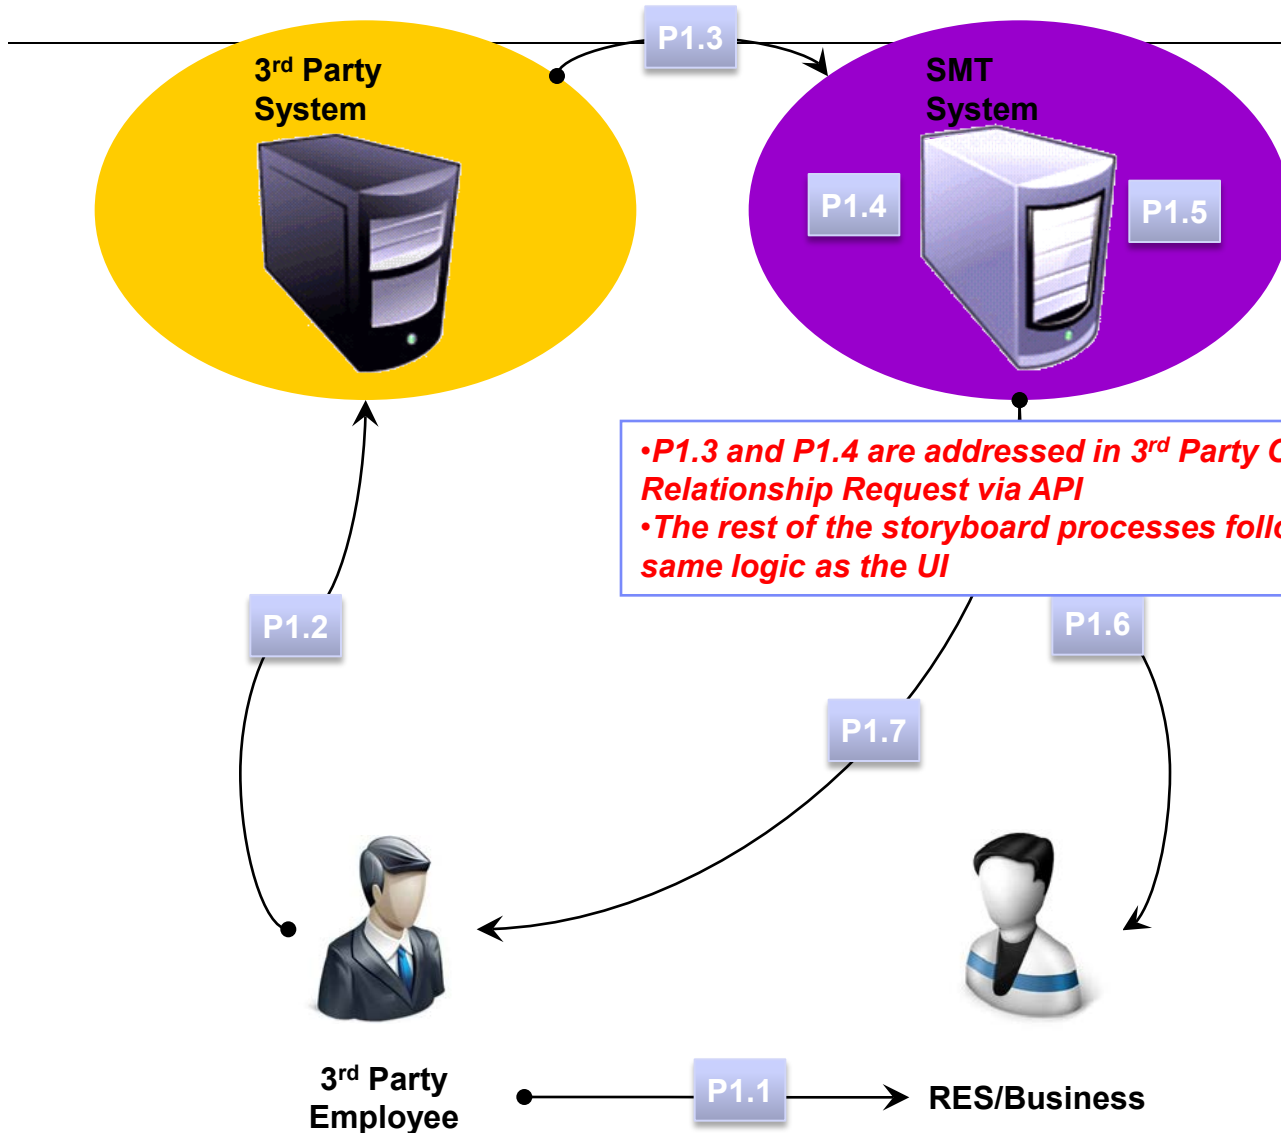 P1.3
3rd Party
System
SMT
System
P1.4
P1.5
•P1.3 and P1.4 are addressed in 3rd Party
Relationship Request via API
•The rest of the storyboard processes
same logic as the UI
P1.2
P1.6
P1.7
3rd Party
Employee
P1.1
RES/Business